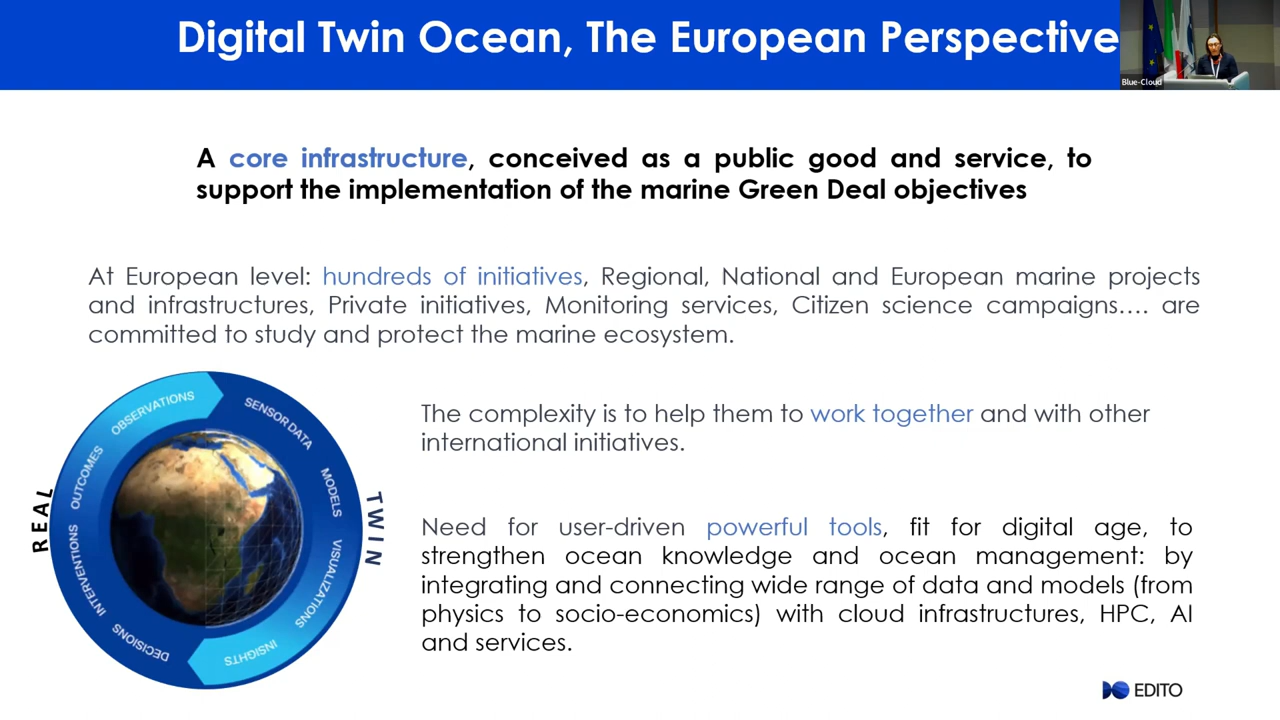 Digital Twin Ocean, The European Perspective
Blue-Cloud
A core infrastructure, conceived as a public good and service, to
support the implementation of the marine Green Deal objectives
At European level: hundreds of initiatives, Regional, National and European marine projects
and infrastructures, Private initiatives, Monitoring services, Citizen science campaigns…. are
committed to study and protect the marine ecosystem.
The complexity is to help them to work together and with other
international initiatives.
Need for user-driven powerful tools, fit for digital age, to
strengthen ocean knowledge and ocean management: by
integrating and connecting wide range of data and models (from
physics to socio-economics) with cloud infrastructures, HPC, AI
and services.
REAL
TWIN
OBSERVATIONS
SENSOR DATA
MODELS
VISUALIZATIONS
INSIGHTS
DECISIONS
INTERVENTIONS
OUTCOMES
EDITO